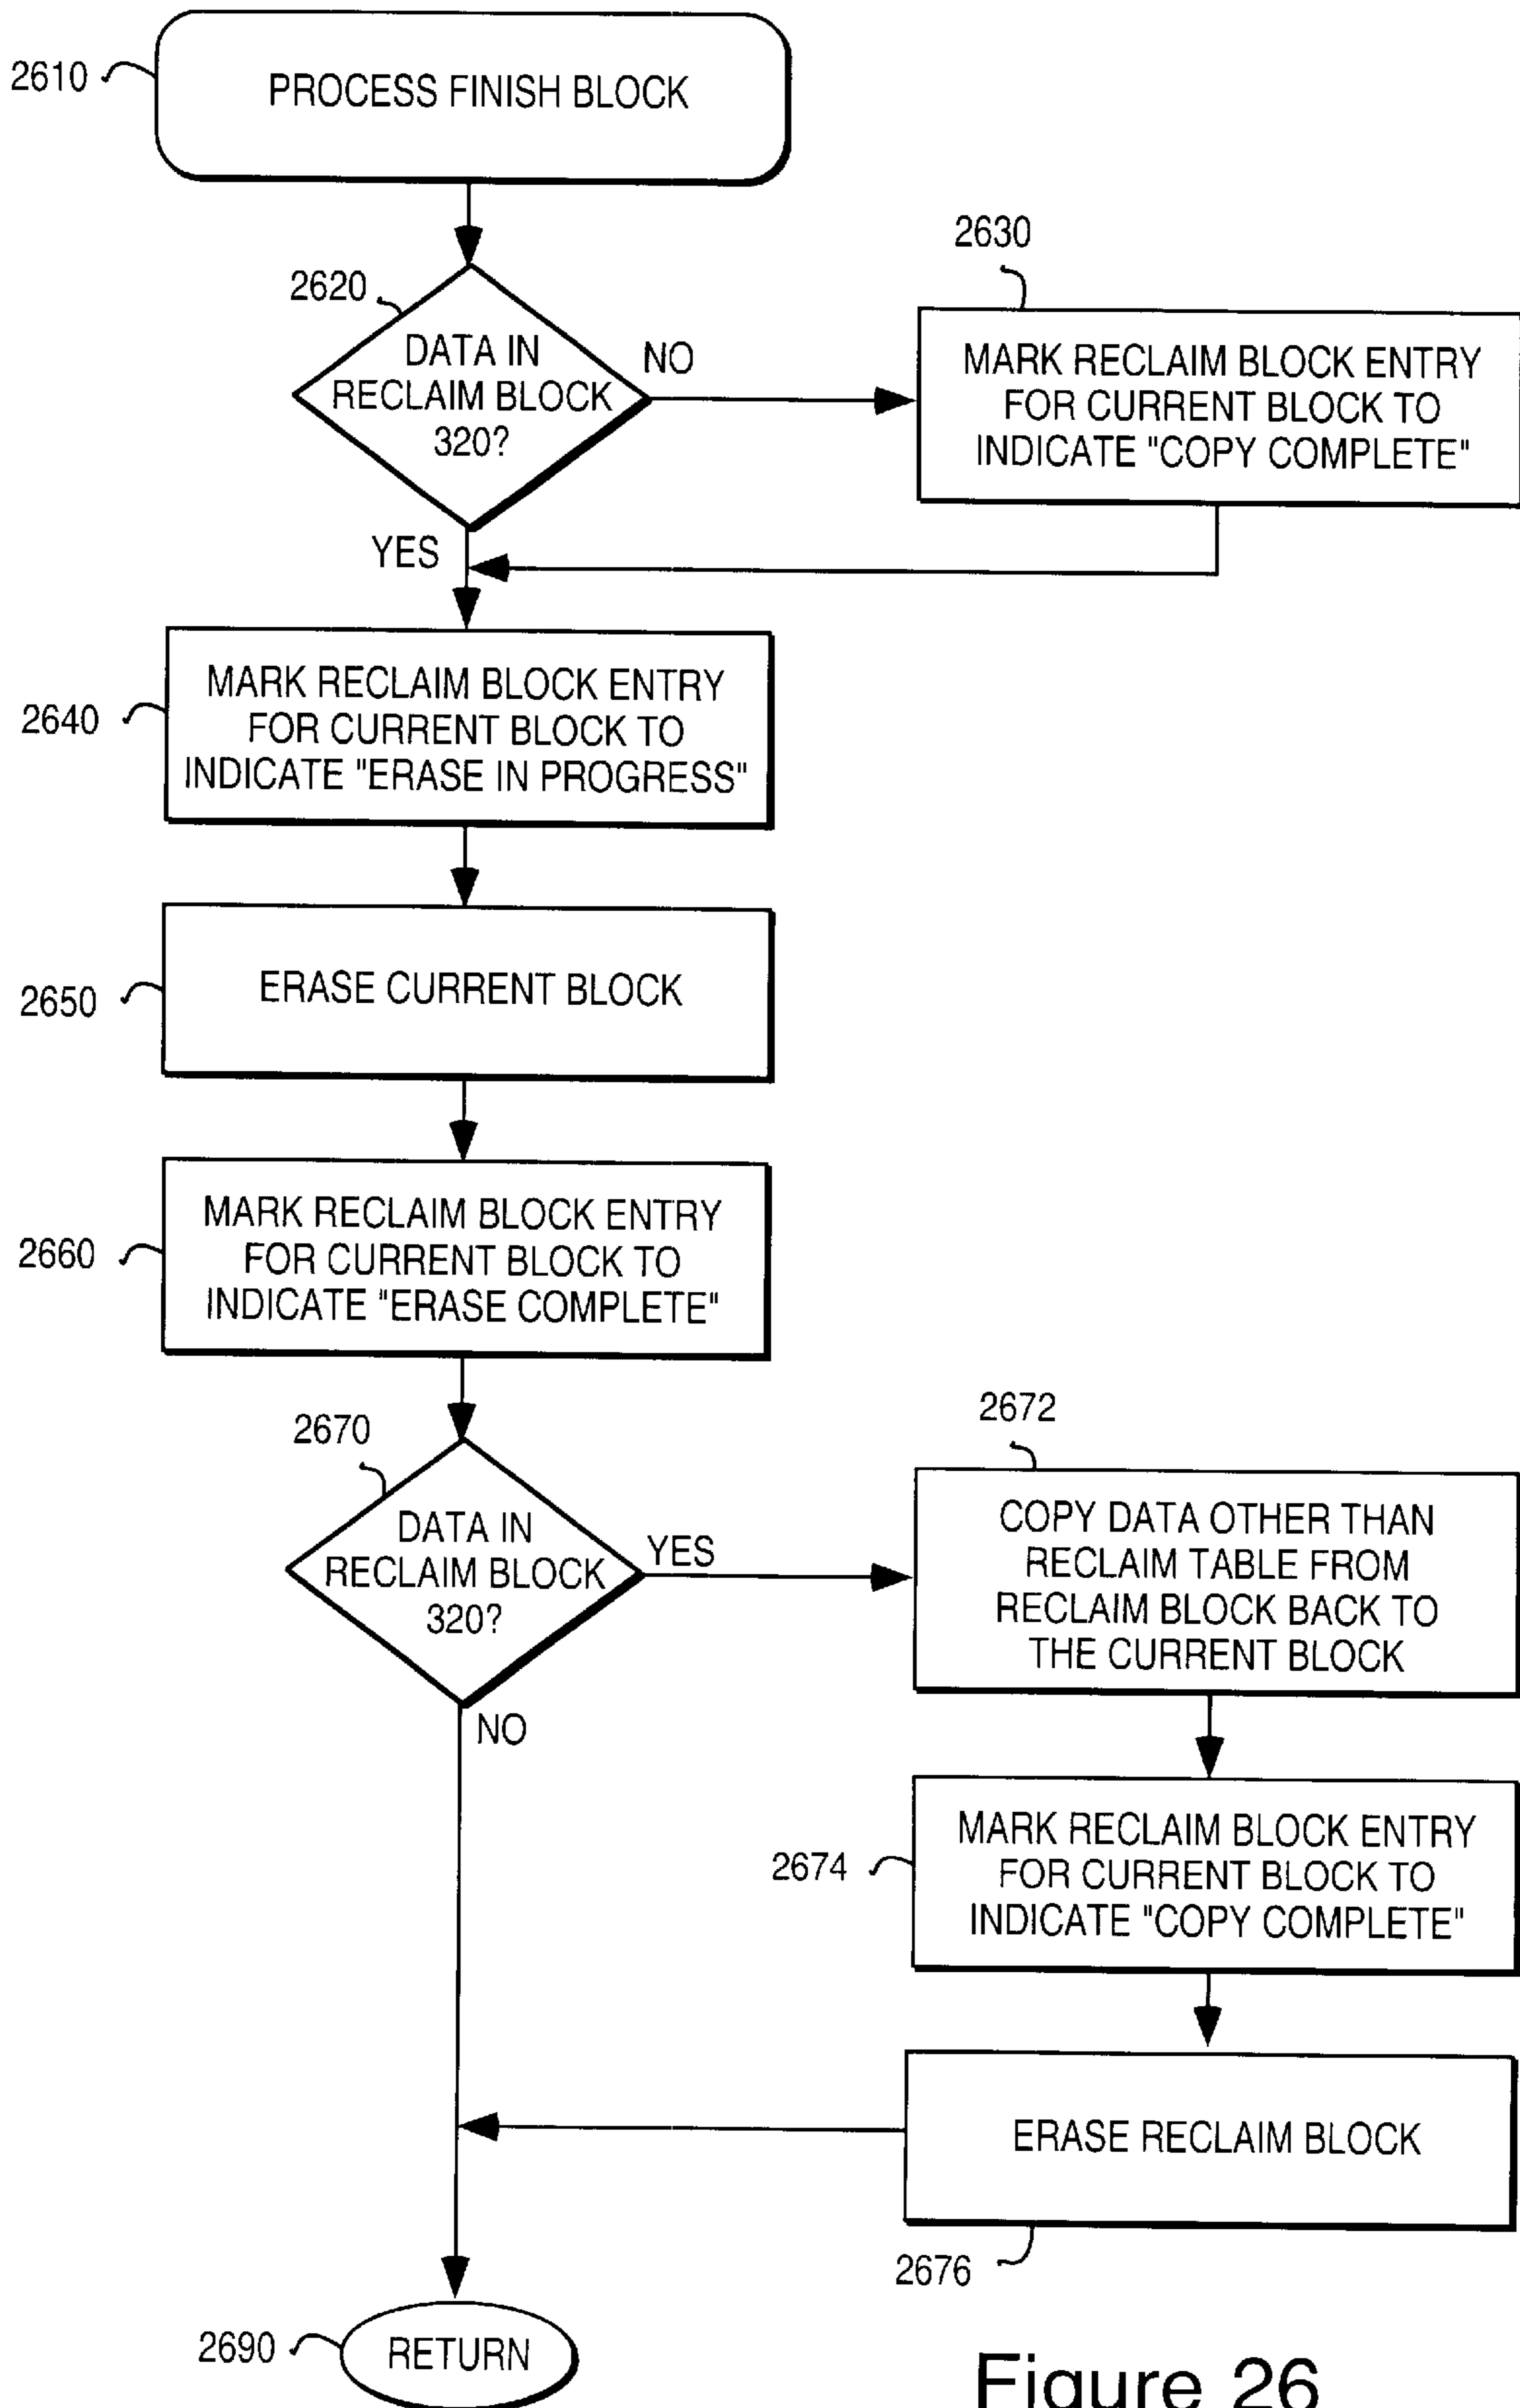 2610
PROCESS FINISH BLOCK
2620
DATA IN
RECLAIM BLOCK
320?
NO
YES
2630
MARK RECLAIM BLOCK ENTRY
FOR CURRENT BLOCK TO
INDICATE "COPY COMPLETE"
2640
MARK RECLAIM BLOCK ENTRY
FOR CURRENT BLOCK TO
INDICATE "ERASE IN PROGRESS"
2650
ERASE CURRENT BLOCK
2660
MARK RECLAIM BLOCK ENTRY
FOR CURRENT BLOCK TO
INDICATE "ERASE COMPLETE"
2670
DATA IN
RECLAIM BLOCK
320?
YES
NO
2672
COPY DATA OTHER THAN
RECLAIM TABLE FROM
RECLAIM BLOCK BACK TO
THE CURRENT BLOCK
2674
MARK RECLAIM BLOCK ENTRY
FOR CURRENT BLOCK TO
INDICATE "COPY COMPLETE"
ERASE RECLAIM BLOCK
2676
2690
RETURN
Figure 26